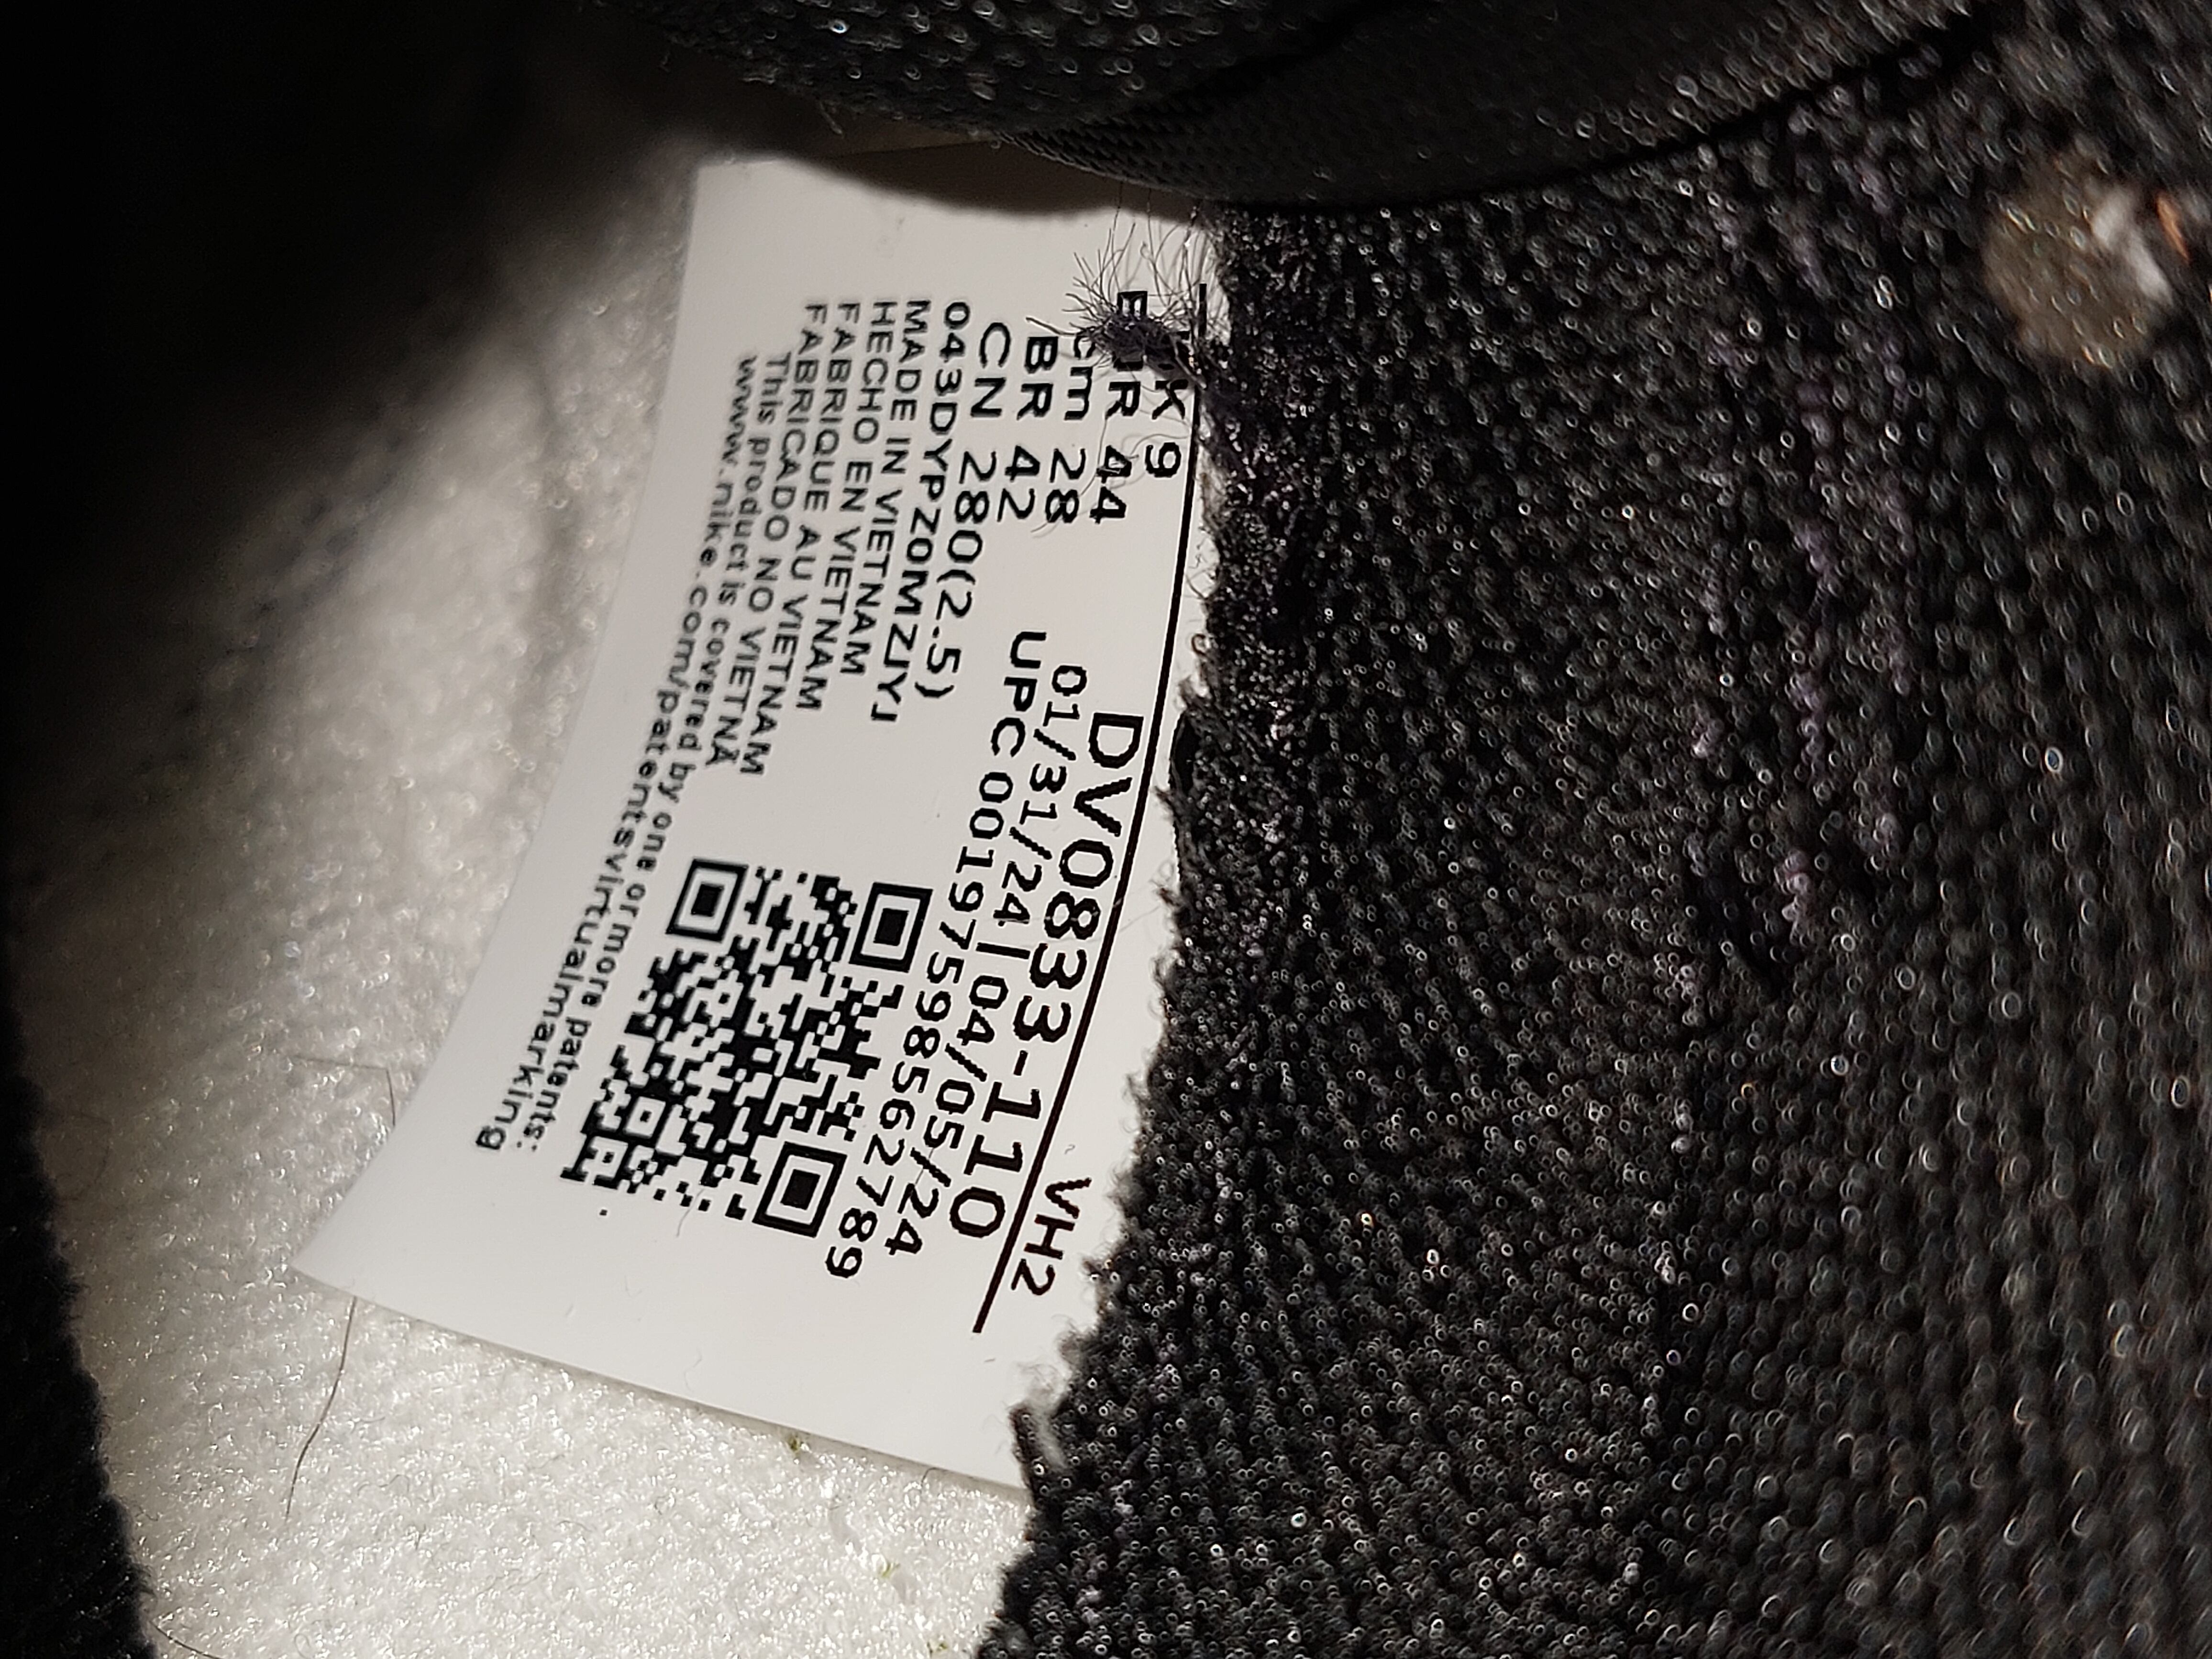 VH2
UK 9
EUR 44 DV0833-110
cm 28 01/31/24|04/05/24
BR 42 UPC 00197598562789
CN 280(2.5)
043DYPZ0MZJYJ
MADE IN VIETNAM
HECHO EN VIETNAM
FABRIQUE AU VIETNAM
FABRICADO NO VIETNAM VIETNÃ
This product is covered by one or more patents:
www.nike.com/patentsvirtualmarking